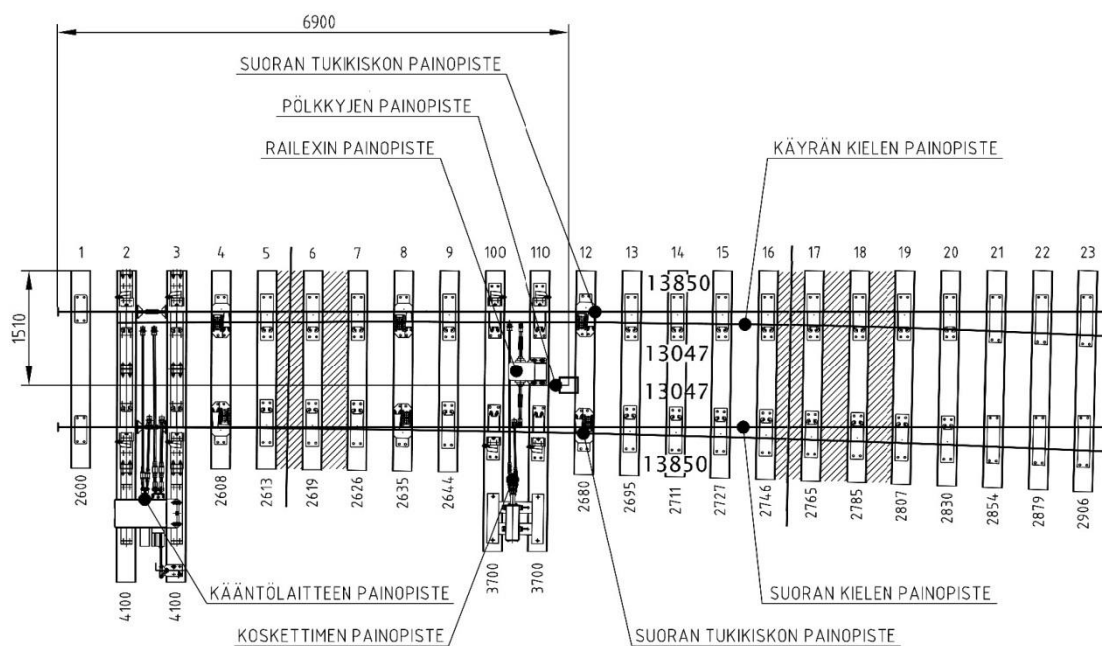 6900
SUORAN TUKIKISKON PAINOPISTE
PÖLKKYJEN PAINOPISTE
RAILEXIN PAINOPISTE
KÄYRÄN KIELEN PAINOPISTE
1 2 3 4 5 6 7 8 9 100 110 12 13 14 15 16 17 18 19 20 21 22 23
1510
13850
13047
13047
13850
2600 4100 4100 2608 2613 2619 2626 2635 2644 3700 3700 2680 2695 2711 2727 2746 2765 2785 2807 2830 2854 2879 2906
KÄÄNTÖLAITTEEN PAINOPISTE
SUORAN KIELEN PAINOPISTE
KOSKETTIMEN PAINOPISTE
SUORAN TUKIKISKON PAINOPISTE